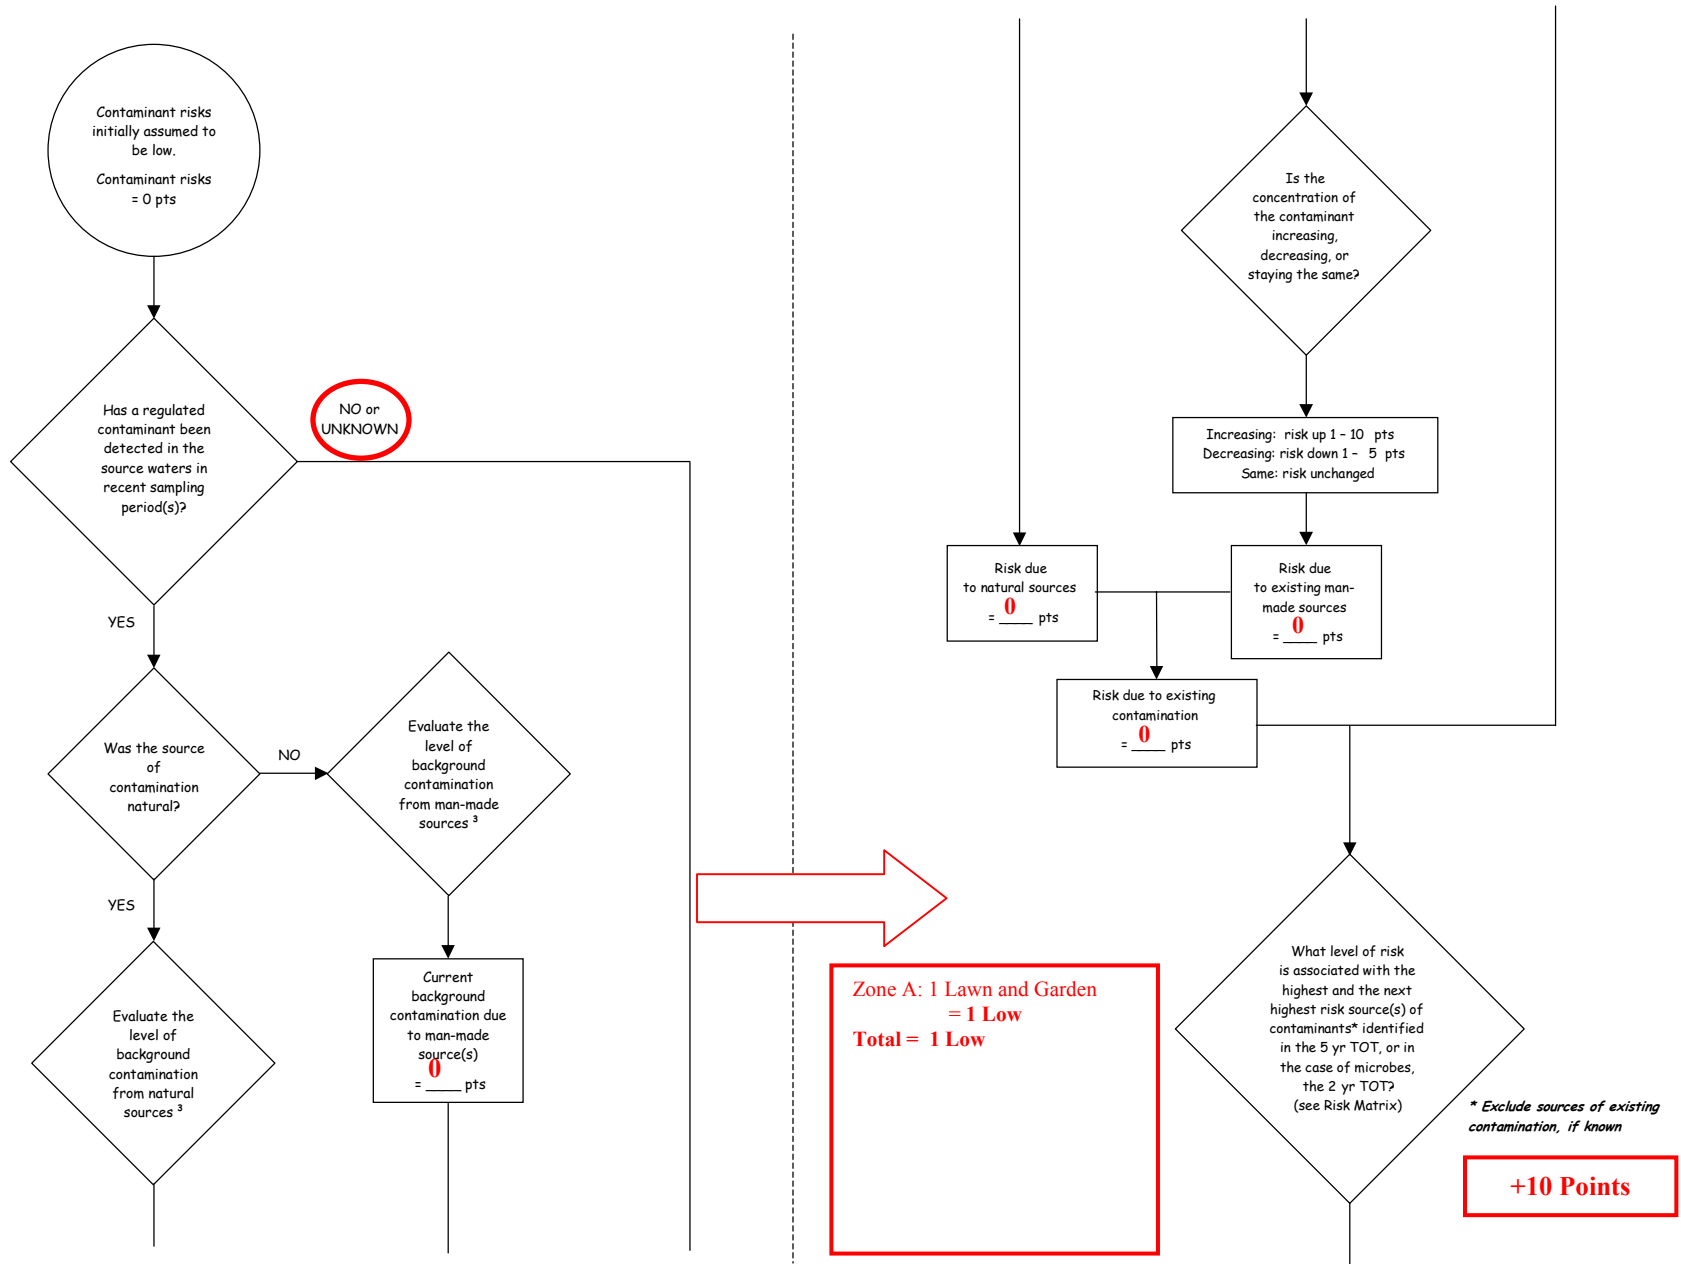 Contaminant risks
initially assumed to
be low.
Contaminant risks
= 0 pts
Has a regulated
contaminant been
detected in the
source waters in
recent sampling
period(s)?
NO or
UNKNOWN
YES
Was the source
of
contamination
natural?
NO
Evaluate the
level of
background
contamination
from man-made
sources ³
YES
Evaluate the
level of
background
contamination
from natural
sources ³
Current
background
contamination due
to man-made
source(s)
0
= ____ pts
Is the
concentration of
the contaminant
increasing,
decreasing, or
staying the same?
Increasing: risk up 1 - 10 pts
Decreasing: risk down 1 - 5 pts
Same: risk unchanged
Risk due
to natural sources
0
= ____ pts
Risk due
to existing man-
made sources
0
= ____ pts
Risk due to existing
contamination
0
= ____ pts
Zone A: 1 Lawn and Garden
= 1 Low
Total = 1 Low
What level of risk
is associated with the
highest and the next
highest risk source(s) of
contaminants* identified
in the 5 yr TOT, or in
the case of microbes,
the 2 yr TOT?
(see Risk Matrix)
* Exclude sources of existing
contamination, if known
+10 Points